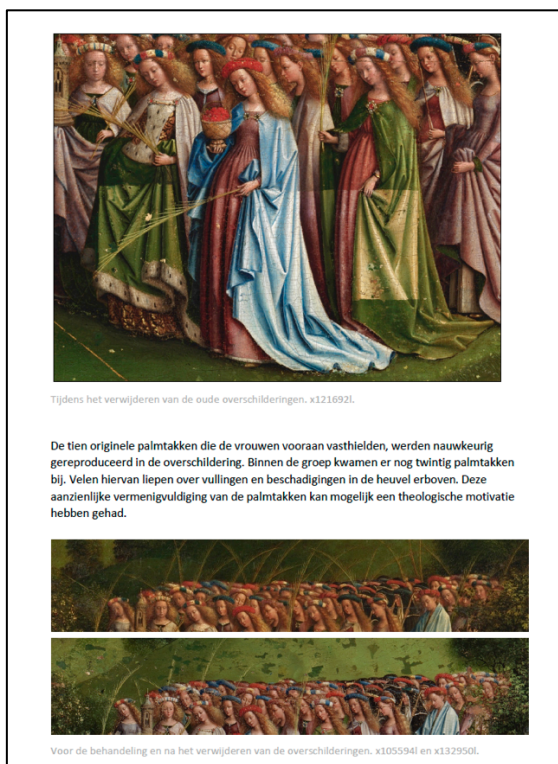 Tijdens het verwijderen van de oude overschilderingen. x121692l.
De tien originele palmtakken die de vrouwen vooraan vasthielden, werden nauwkeurig
gereproduceerd in de overschildering. Binnen de groep kwamen er nog twintig palmtakken
bij. Velen hiervan liepen over vullingen en beschadigingen in de heuvel erboven. Deze
aanzienlijke vermenigvuldiging van de palmtakken kan mogelijk een theologische motivatie
hebben gehad.
Voor de behandeling en na het verwijderen van de overschilderingen. x105594l en x132950l.